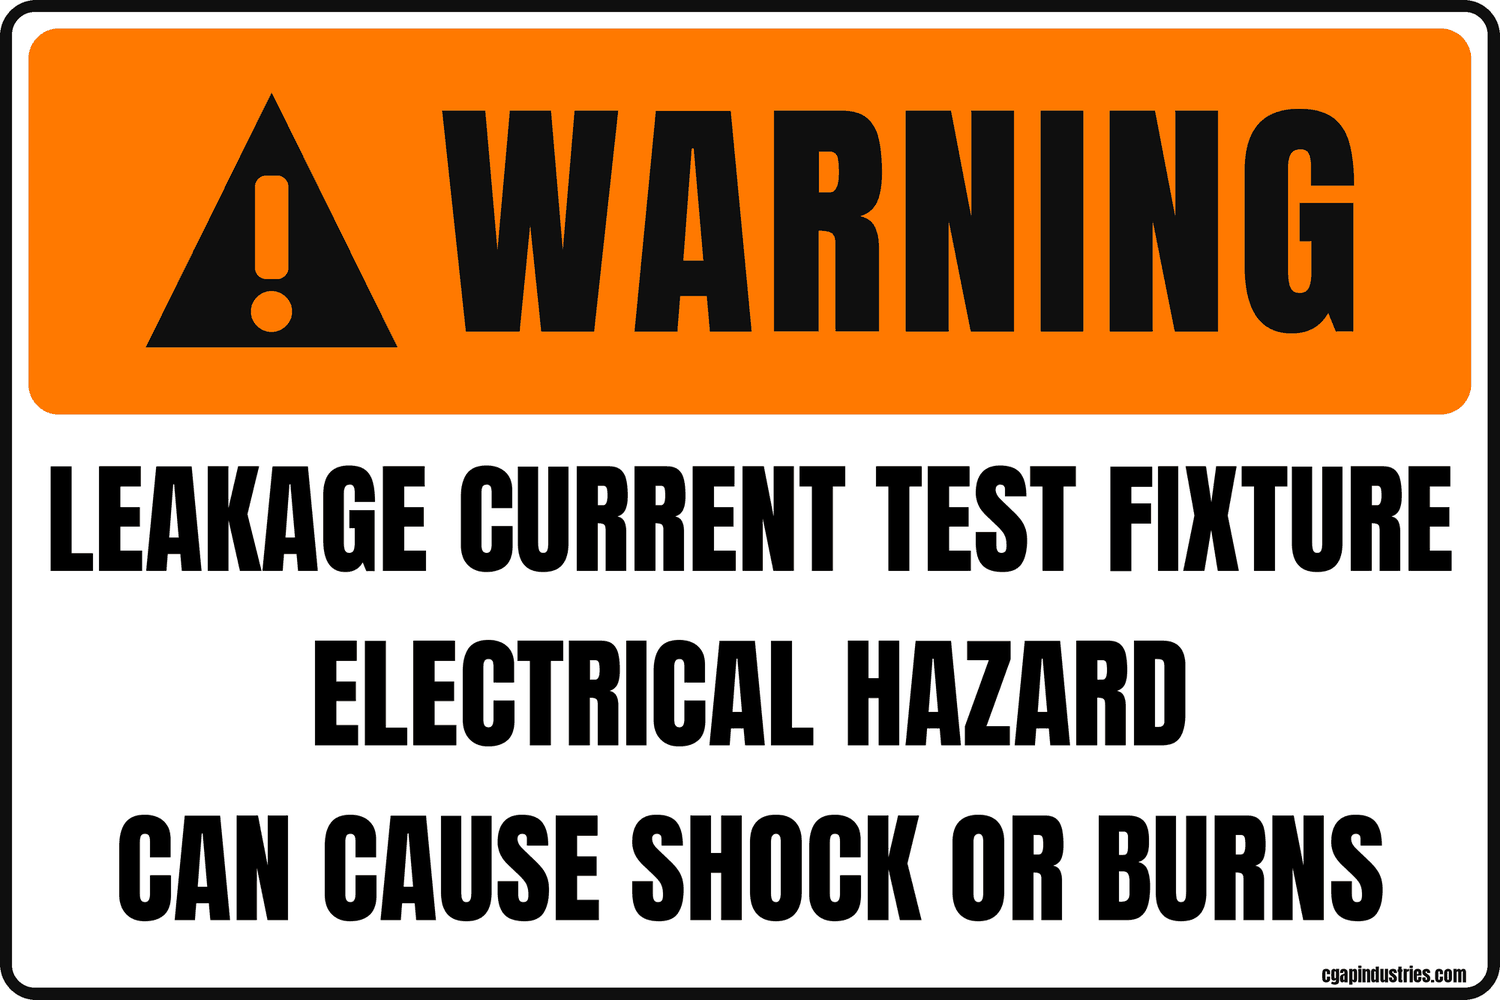 WARNING
LEAKAGE CURRENT TEST FIXTURE
ELECTRICAL HAZARD
CAN CAUSE SHOCK OR BURNS
cgapindustries.com